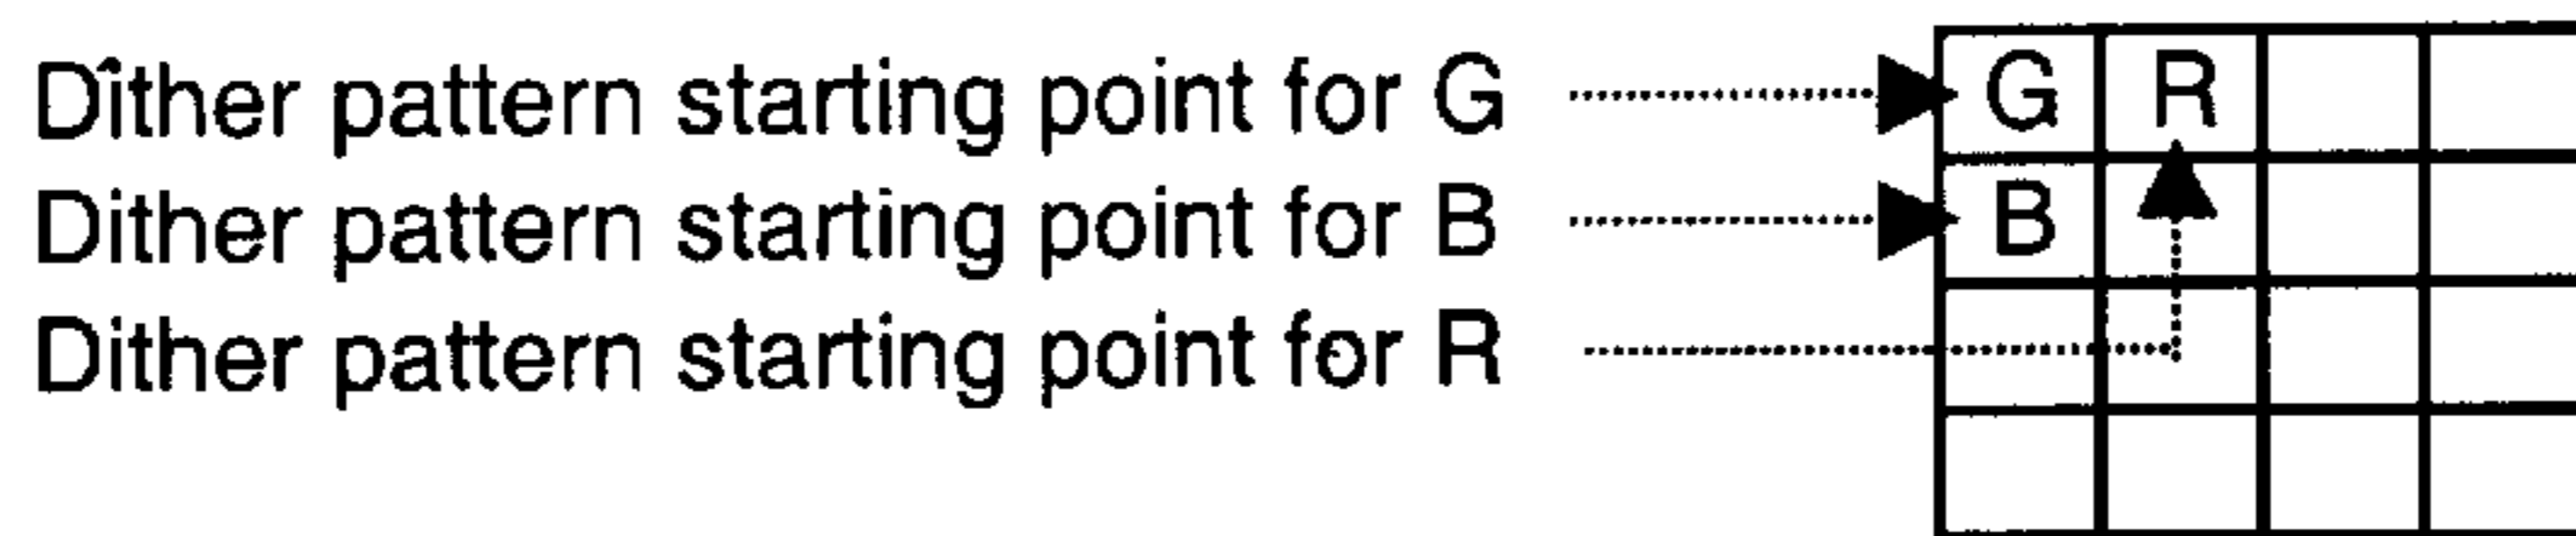 Dither pattern starting point for G G R
Dither pattern starting point for B B
Dither pattern starting point for R